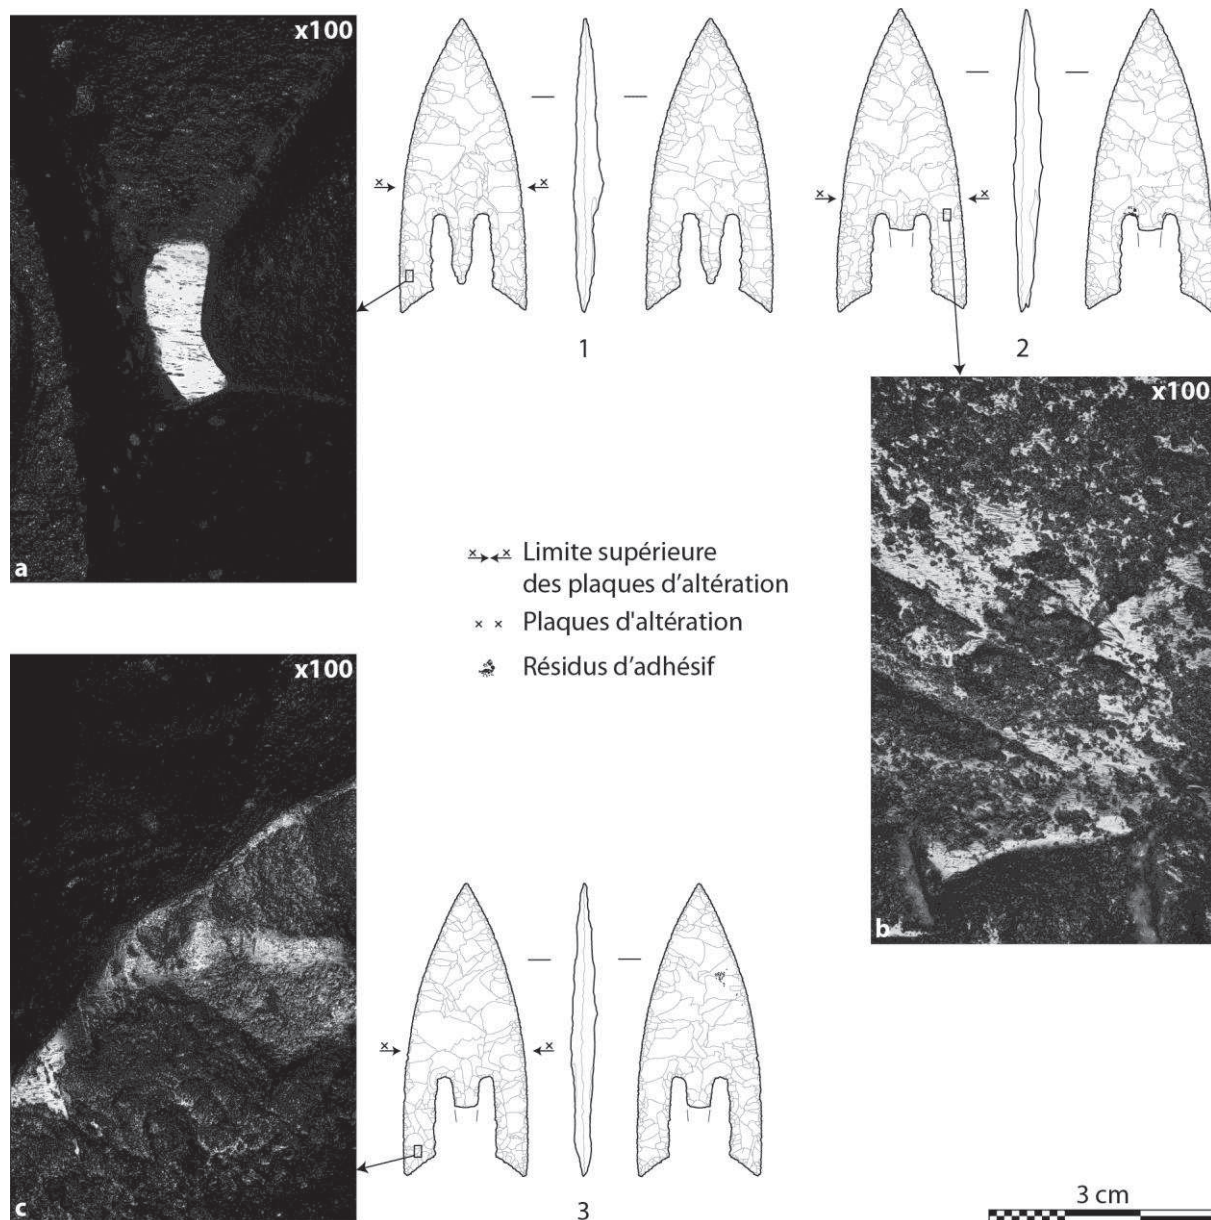 x100
a
1
2
x100
b
Limite supérieure
des plaques d'altération
Plaques d'altération
Résidus d'adhésif
x100
c
3
3 cm